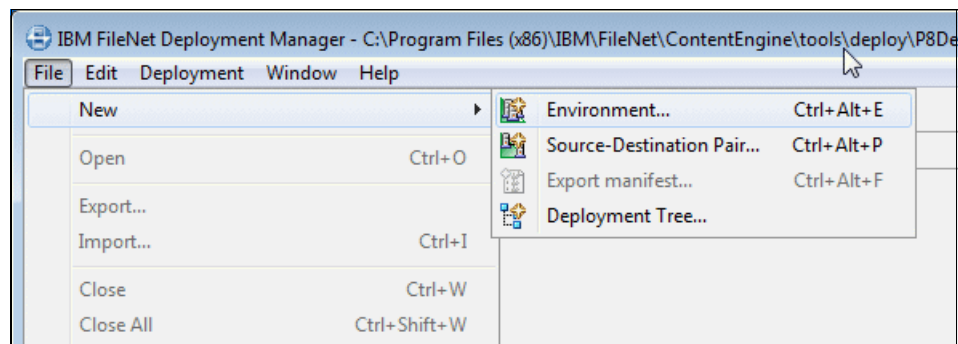 IBM FileNet Deployment Manager - C:\Program Files (x86)\IBM\FileNet\ContentEngine\tools\deploy\P8De
File Edit Deployment Window Help
New
Environment... Ctrl+Alt+E
Source-Destination Pair... Ctrl+Alt+P
Export manifest... Ctrl+Alt+F
Deployment Tree...
Open Ctrl+O
Export...
Import... Ctrl+I
Close Ctrl+W
Close All Ctrl+Shift+W